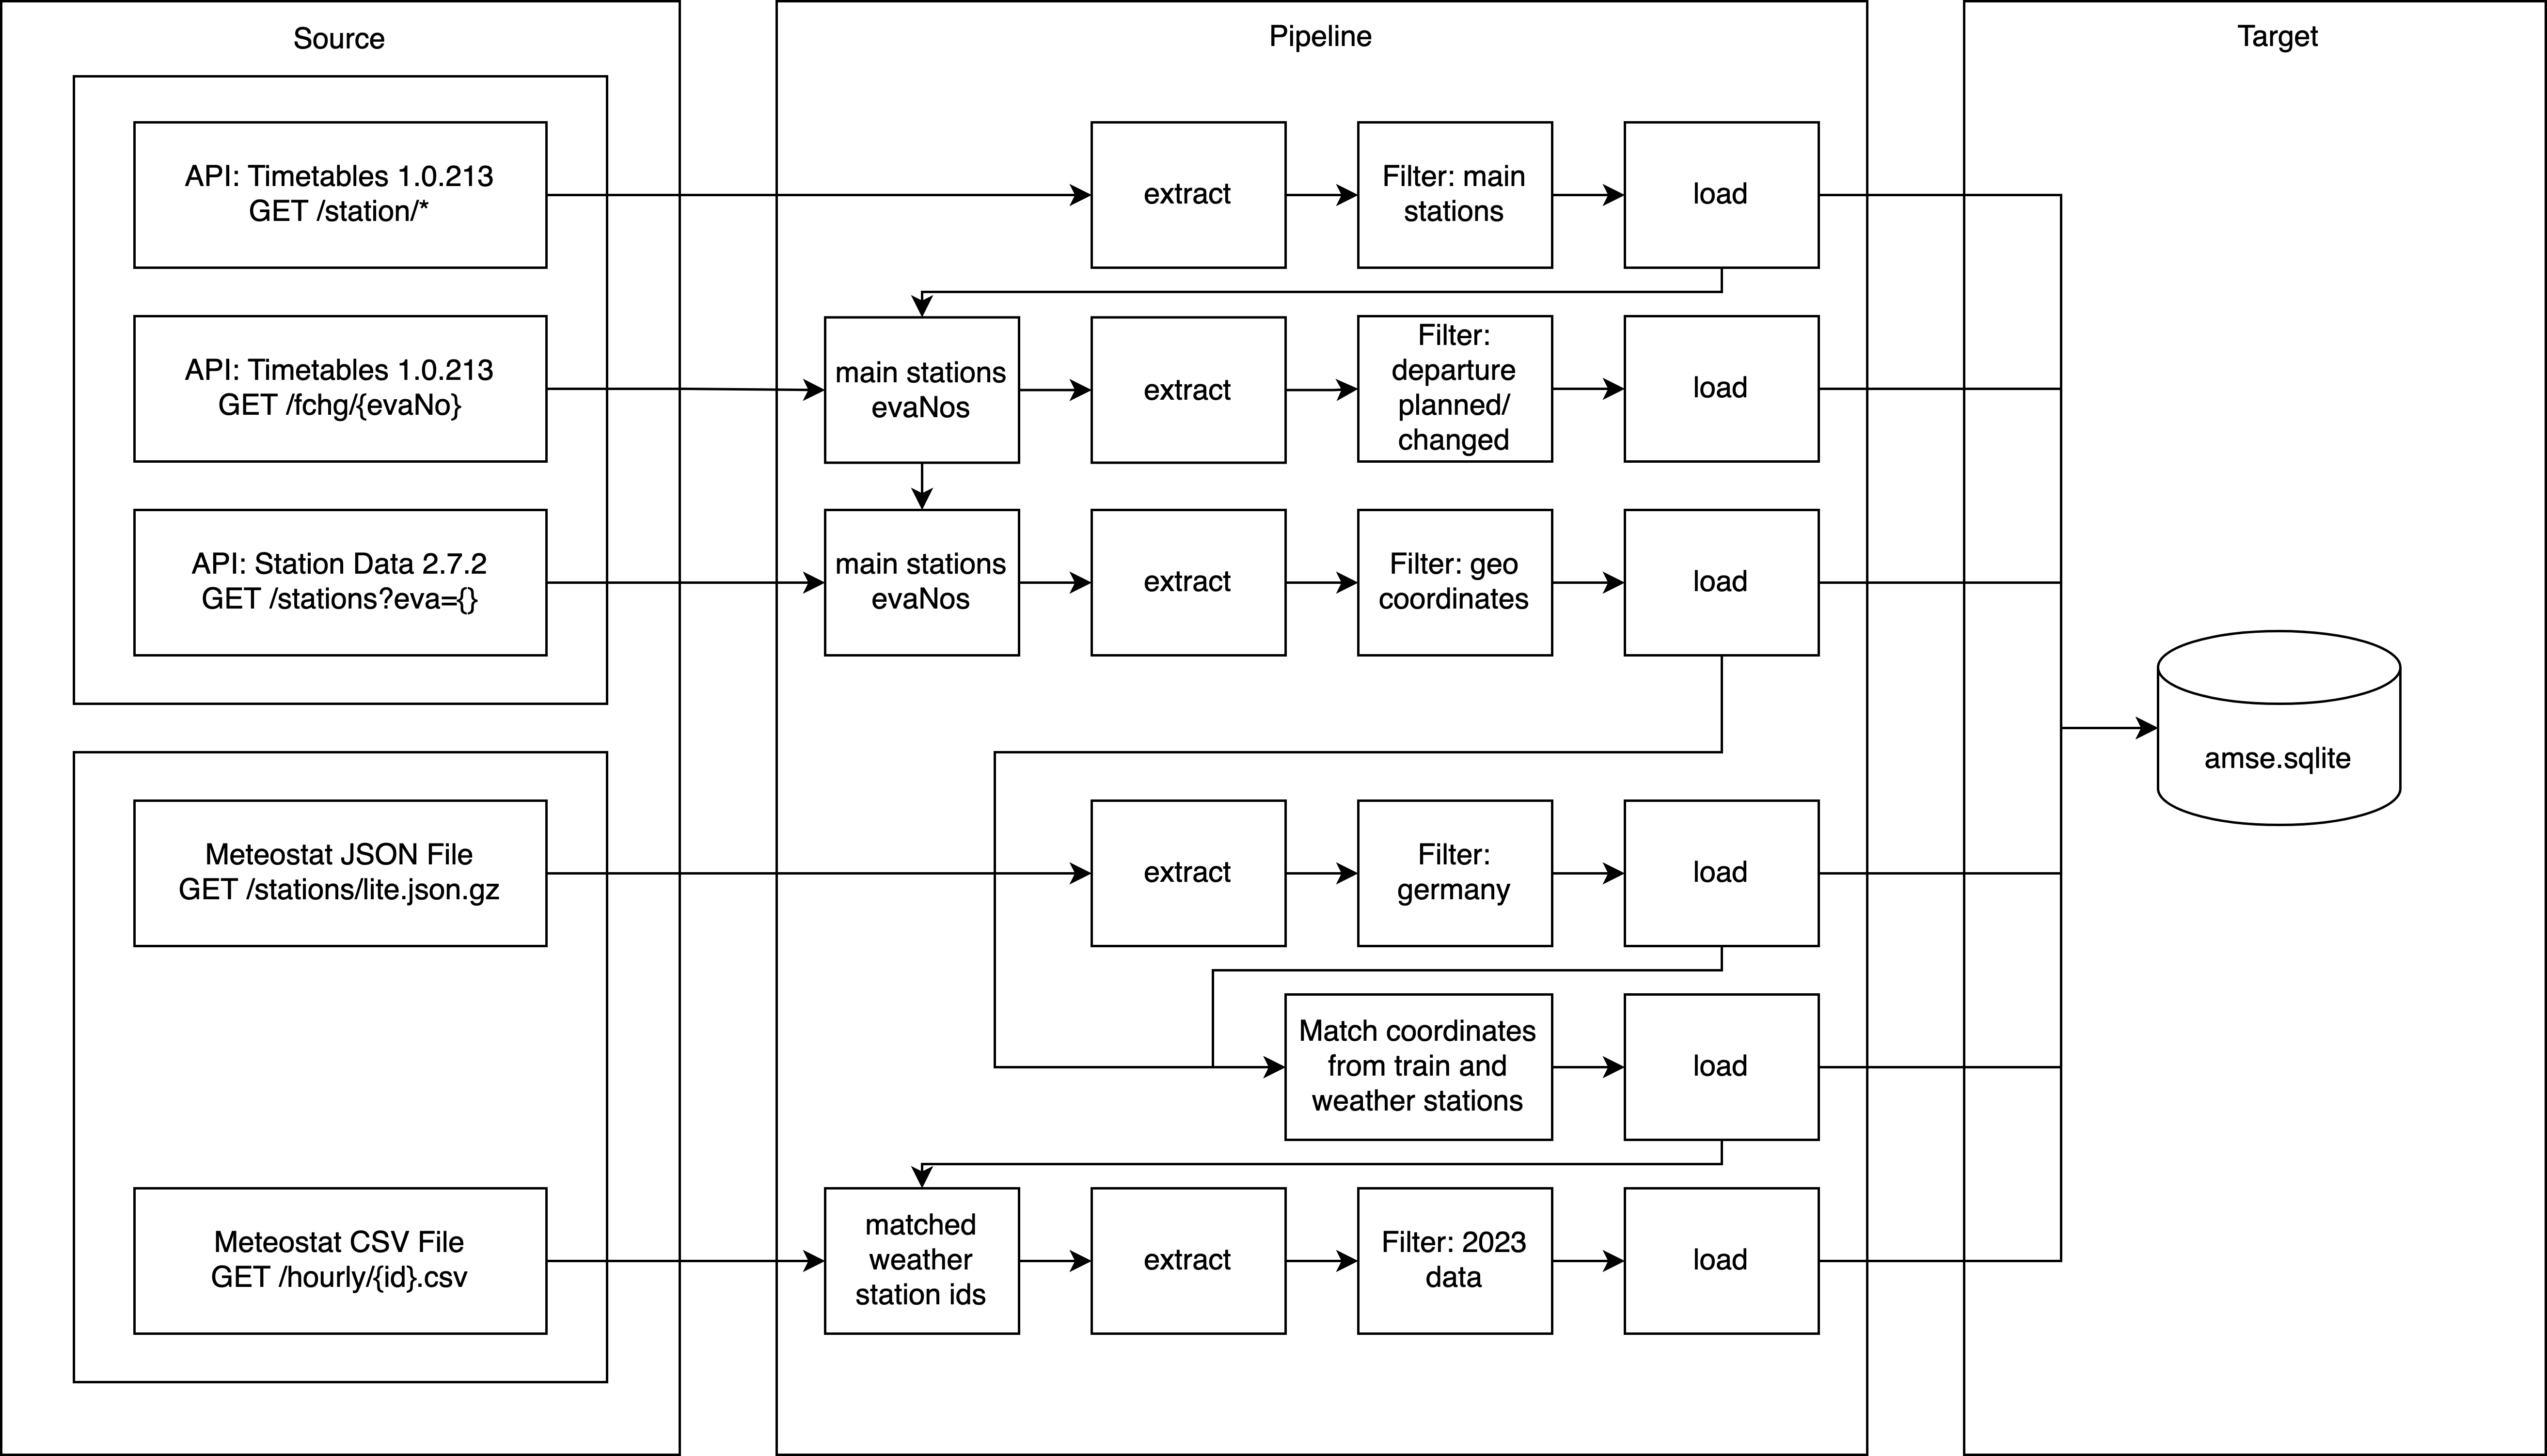 Source
Pipeline
Target
API: Timetables 1.0.213
GET /station/*
extract
Filter: main
stations
load
API: Timetables 1.0.213
GET /fchg/{evaNo}
main stations
evaNos
extract
Filter:
departure
planned/
changed
load
API: Station Data 2.7.2
GET /stations?eva={}
main stations
evaNos
extract
Filter: geo
coordinates
load
amse.sqlite
Meteostat JSON File
GET /stations/lite.json.gz
extract
Filter:
germany
load
Match coordinates
from train and
weather stations
load
Meteostat CSV File
GET /hourly/{id}.csv
matched
weather
station ids
extract
Filter: 2023
data
load